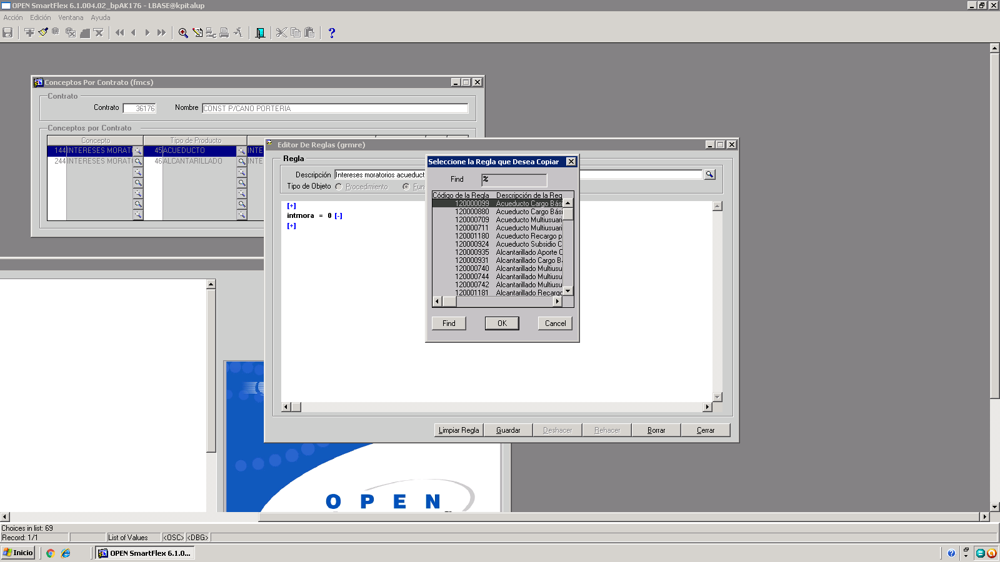 OPEN SmartFlex 6.1.004.02_bpAK176 - LBASE@kpitalup
Acción Edición Ventana Ayuda
Conceptos Por Contrato (fmcs)
Contrato
Contrato 36176 Nombre CONST P/CANO PORTERIA
Conceptos por Contrato
Concepto Tipo de Producto
144 INTERESES MORAT 45 ACUEDUCTO INTE
244 INTERESES MORAT 46 ALCANTARILLADO INTE
Editor De Reglas (grmre)
Regla
Descripción Intereses moratorios acueduct
Tipo de Objeto Procedimiento Fun
[+]
intmora = 0 [-]
[+]
Seleccione la Regla que Desea Copiar
Find %
Código de la Regla Descripción de la Reg
120000099 Acueducto Cargo Bási
120000880 Acueducto Cargo Bási
120000709 Acueducto Multiusuari
120000711 Acueducto Multiusuari
120001180 Acueducto Recargo p
120000924 Acueducto Subsidio C
120000935 Alcantarillado Aporte C
120000931 Alcantarillado Cargo B
120000740 Alcantarillado Multiusu
120000744 Alcantarillado Multiusu
120000742 Alcantarillado Multiusu
120001181 Alcantarillado Recargo
Find OK Cancel
Limpiar Regla Guardar Deshacer Rehacer Borrar Cerrar
OPEN
Choices in list: 69
Record: 1/1 List of Values <OSC> <DBG>
Inicio OPEN SmartFlex 6.1.0...